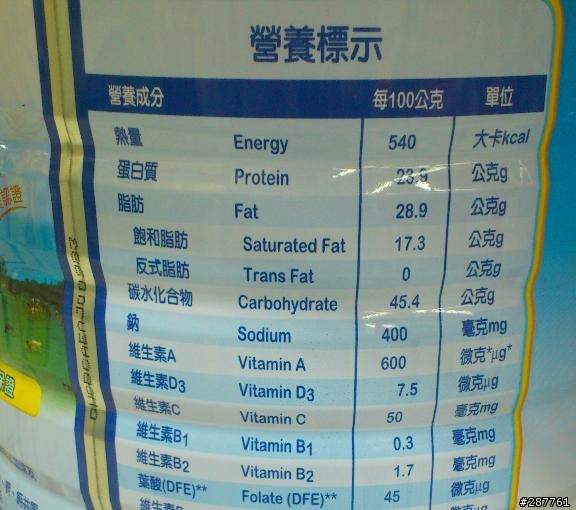 營養標示
營養成分 每100公克 單位
熱量 Energy 540 大卡kcal
蛋白質 Protein 23.9 公克g
脂肪 Fat 28.9 公克g
飽和脂肪 Saturated Fat 17.3 公克g
反式脂肪 Trans Fat 0 公克g
碳水化合物 Carbohydrate 45.4 公克g
鈉 Sodium 400 毫克mg
維生素A Vitamin A 600 微克*μg*
維生素D3 Vitamin D3 7.5 微克μg
維生素C Vitamin C 50 毫克mg
維生素B1 Vitamin B1 0.3 毫克mg
維生素B2 Vitamin B2 1.7 毫克mg
葉酸(DFE)** Folate (DFE)** 45 微克μg
#287761